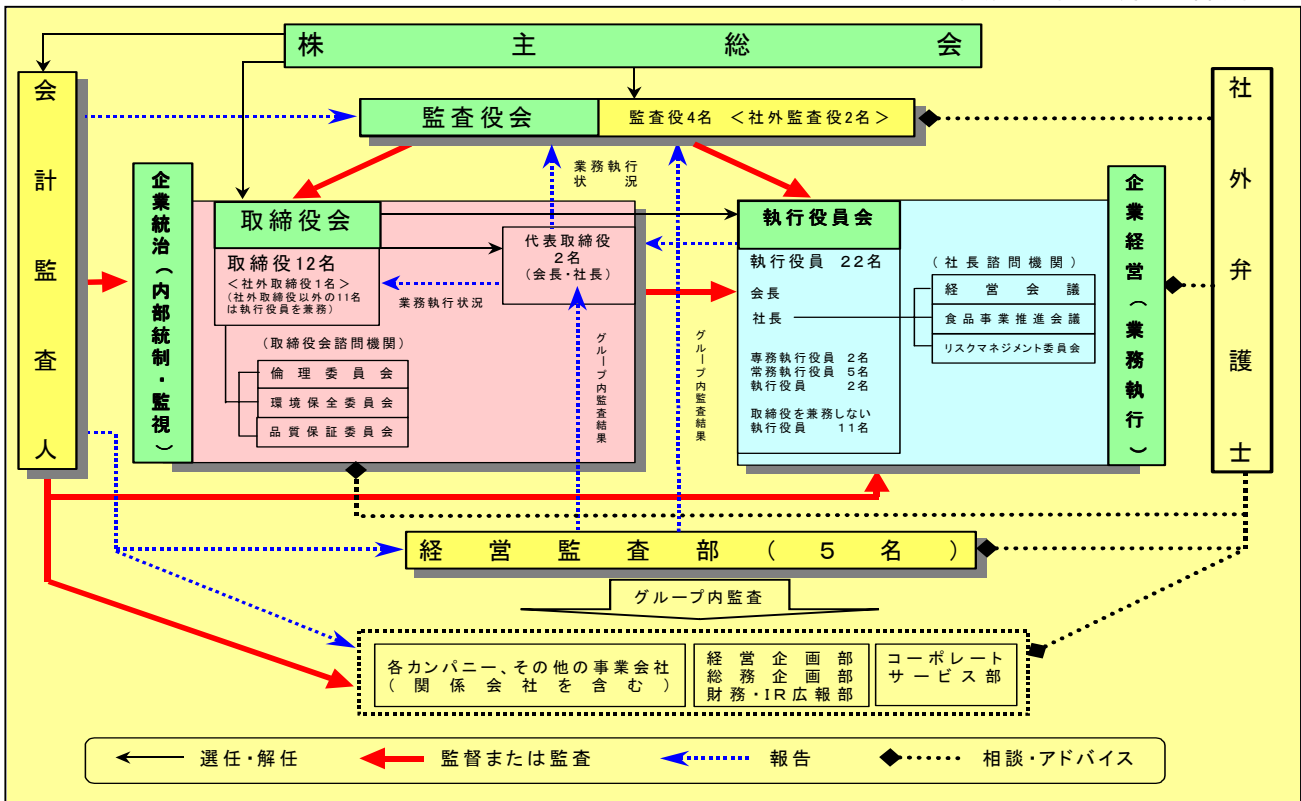 株主総会
会計監査人
監査役会
監査役4名 <社外監査役2名>
社外弁護士
業務執行
状況
企業統治(内部統制・監視)
取締役会
取締役12名
<社外取締役1名>
(社外取締役以外の11名
は執行役員を兼務)
代表取締役
2名
(会長・社長)
業務執行状況
(取締役会諮問機関)
倫理委員会
環境保全委員会
品質保証委員会
グループ内監査結果
グループ内監査結果
執行役員会
執行役員 22名
会長
社長
専務執行役員 2名
常務執行役員 5名
執行役員 2名
取締役を兼務しない
執行役員 11名
(社長諮問機関)
経営会議
食品事業推進会議
リスクマネジメント委員会
企業経営(業務執行)
経営監査部(5名)
グループ内監査
各カンパニー、その他の事業会社
(関係会社を含む)
経営企画部
総務企画部
財務・IR広報部
コーポレート
サービス部
選任・解任
監督または監査
報告
相談・アドバイス